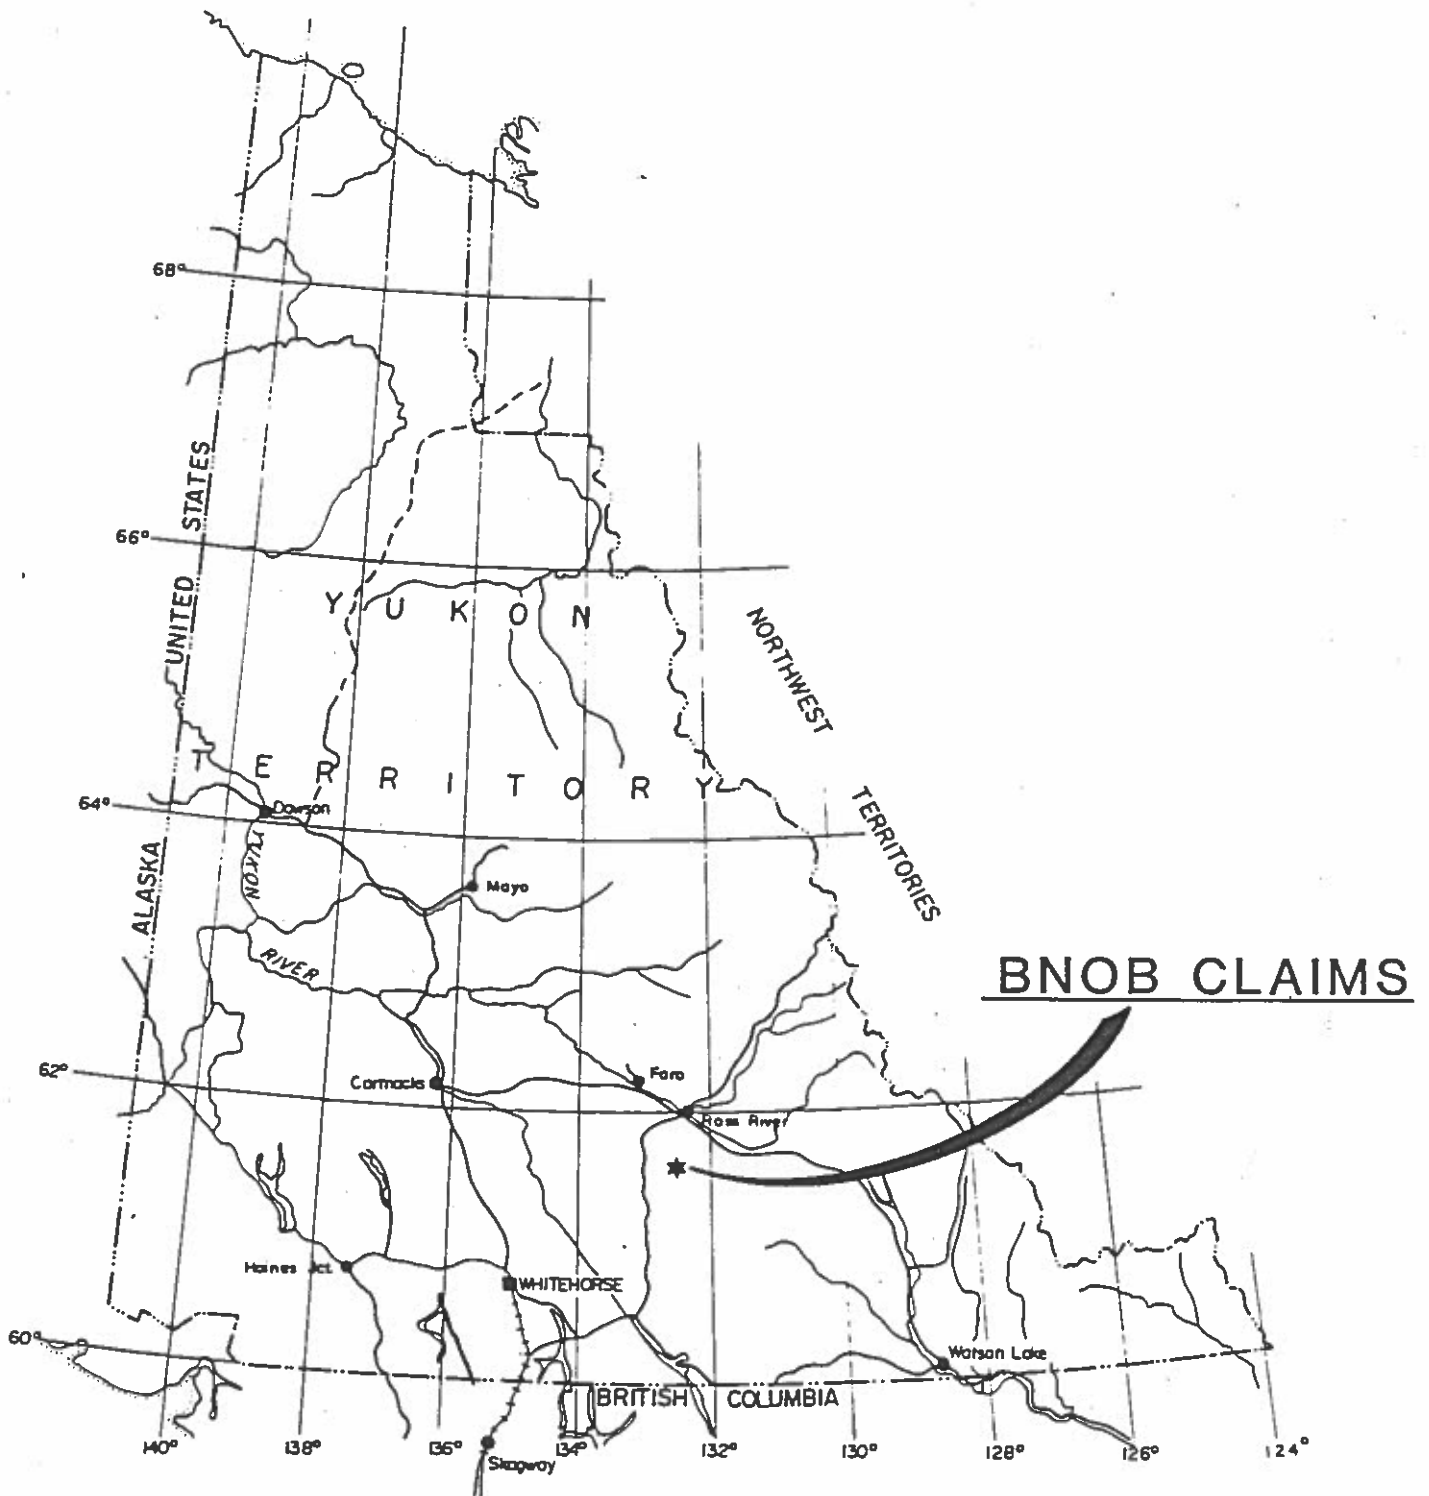 68°
UNITED STATES
66°
YUKON
NORTHWEST
TERRITORY
TERRITORIES
64°
Dawson
YUKON
ALASKA
Mayo
RIVER
BNOB CLAIMS
62°
Carmacks
Faro
Ross River
Haines Jct.
WHITEHORSE
60°
Watson Lake
BRITISH COLUMBIA
140° 138° 136° 134° 132° 130° 128° 126° 124°
Skagway